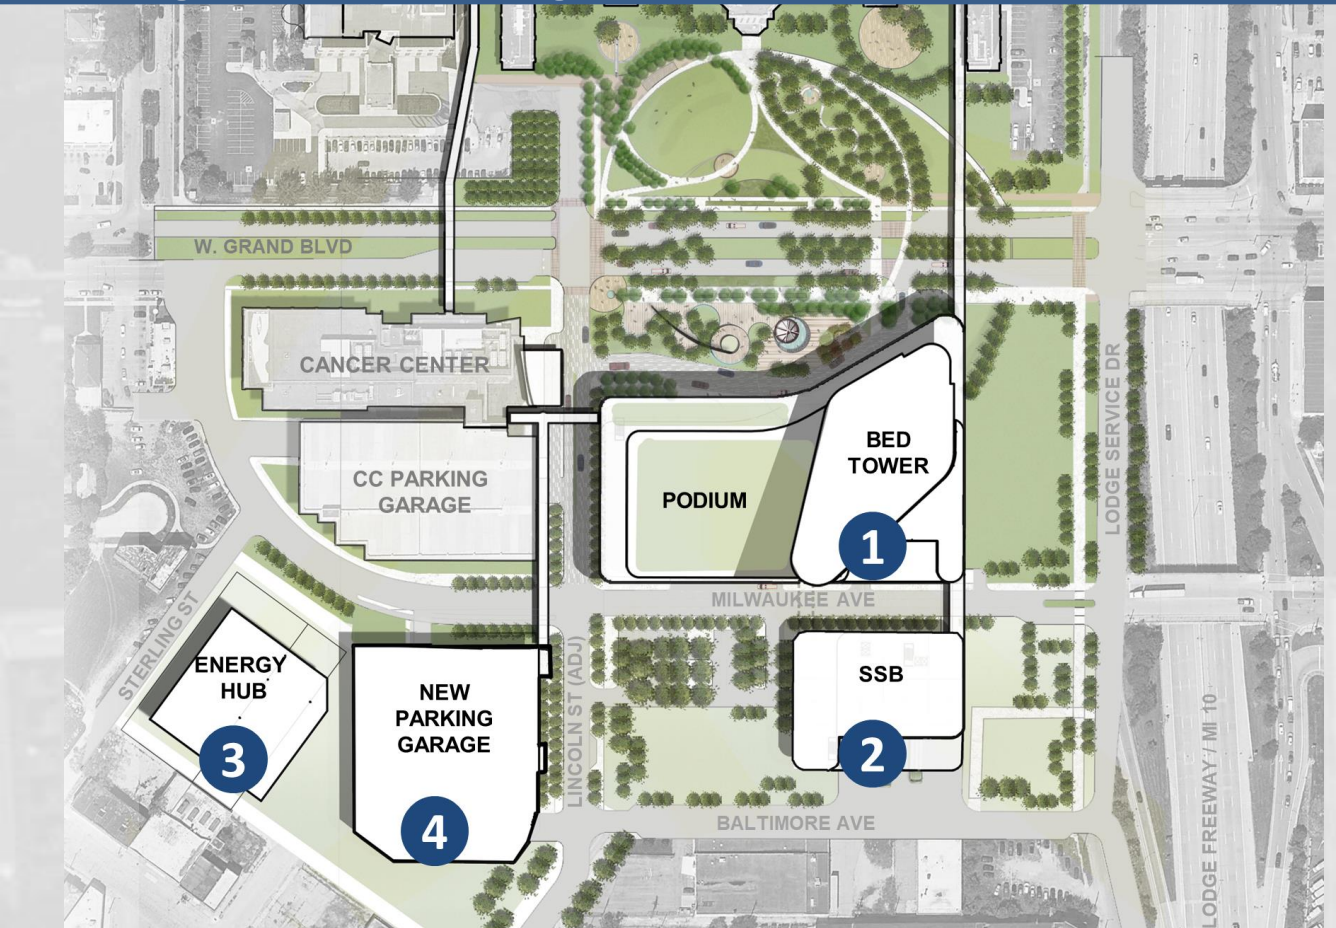 W. GRAND BLVD
CANCER CENTER
CC PARKING
GARAGE
PODIUM
BED
TOWER
1
LODGE SERVICE DR
MILWAUKEE AVE
STERLING ST
ENERGY
HUB
3
NEW
PARKING
GARAGE
4
LINCOLN ST (ADJ)
SSB
2
BALTIMORE AVE
LODGE FREEWAY / MI 10